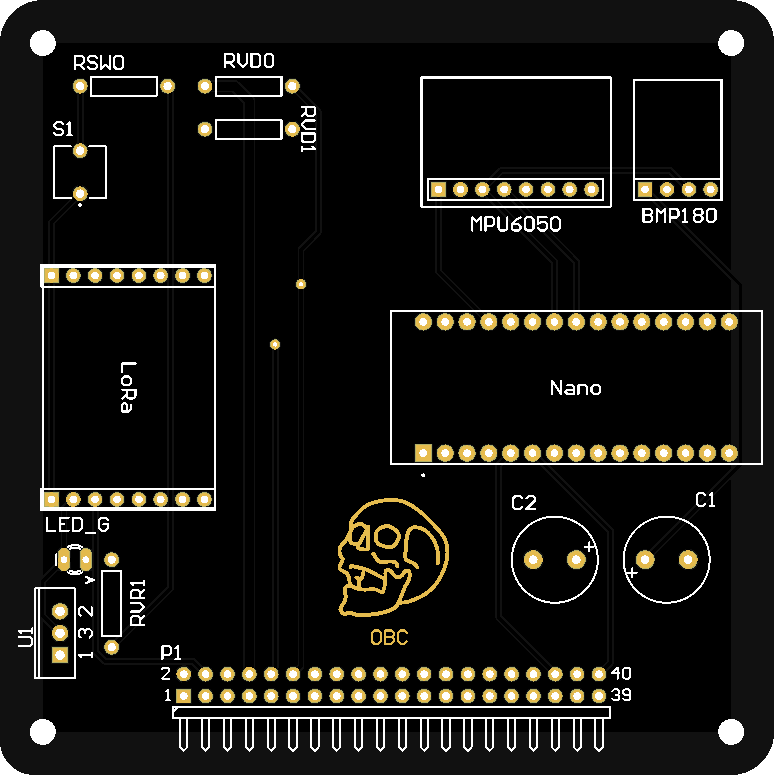 RSW0
RVD0
RVD1
S1
MPU6050
BMP180
LoRa
Nano
LED_G
A
C2
C1
+
+
RVR1
U1
1 3 2
OBC
P1
2
40
1
39